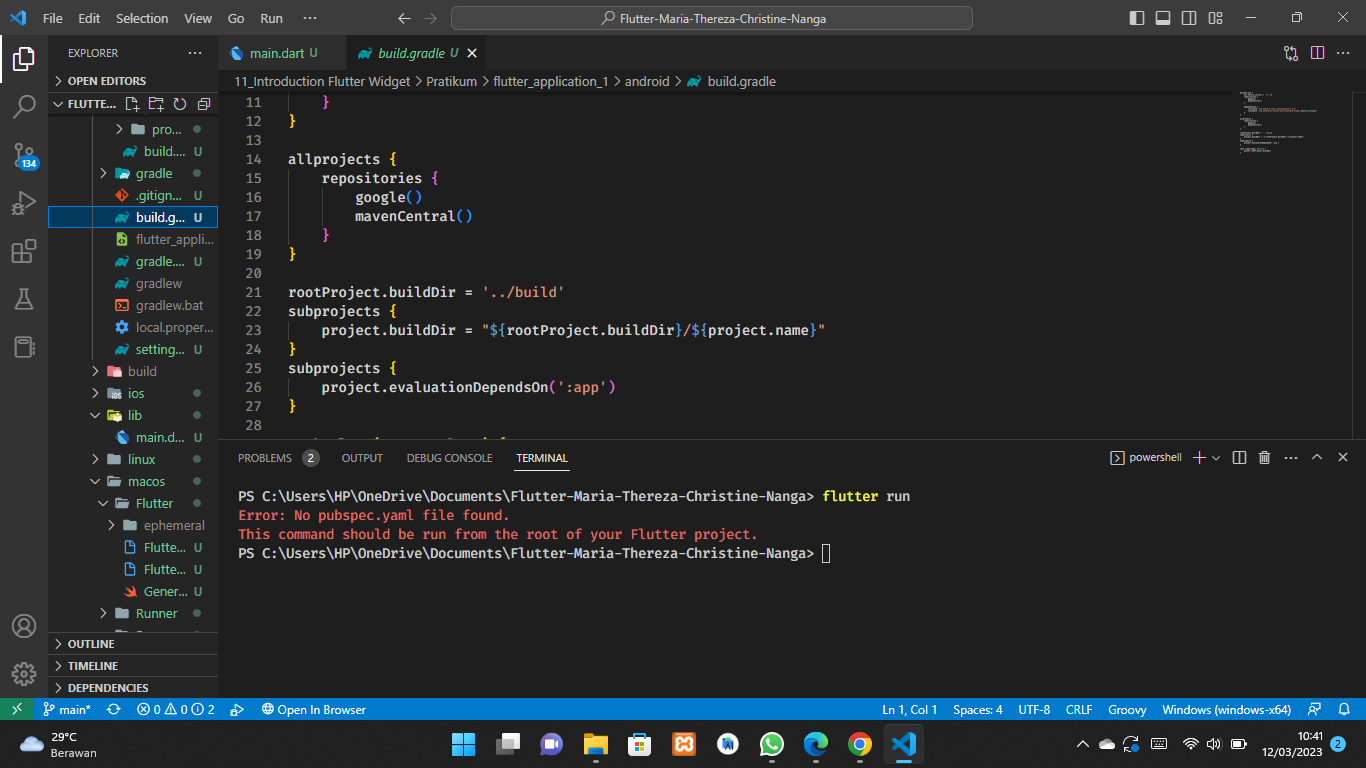 File Edit Selection View Go Run ··· Flutter-Maria-Thereza-Christine-Nanga
EXPLORER ···
OPEN EDITORS
FLUTTE...
pro...
build.... U
gradle
.gitign... U
build.g... U
flutter_appli...
gradle.... U
gradlew
gradlew.bat
local.proper...
setting... U
build
ios
lib
main.d... U
linux
macos
Flutter
ephemeral
Flutte... U
Flutte... U
Gener... U
Runner
OUTLINE
TIMELINE
DEPENDENCIES
134
main.dart U build.gradle U
11_Introduction Flutter Widget > Pratikum > flutter_application_1 > android > build.gradle
11 }
12 }
13
14 allprojects {
15 repositories {
16 google()
17 mavenCentral()
18 }
19 }
20
21 rootProject.buildDir = '../build'
22 subprojects {
23 project.buildDir = "${rootProject.buildDir}/${project.name}"
24 }
25 subprojects {
26 project.evaluationDependsOn(':app')
27 }
28
PROBLEMS 2 OUTPUT DEBUG CONSOLE TERMINAL powershell
PS C:\Users\HP\OneDrive\Documents\Flutter-Maria-Thereza-Christine-Nanga> flutter run
Error: No pubspec.yaml file found.
This command should be run from the root of your Flutter project.
PS C:\Users\HP\OneDrive\Documents\Flutter-Maria-Thereza-Christine-Nanga>
main* 0 0 2 Open In Browser Ln 1, Col 1 Spaces: 4 UTF-8 CRLF Groovy Windows (windows-x64)
29°C
Berawan
10:41
12/03/2023 2